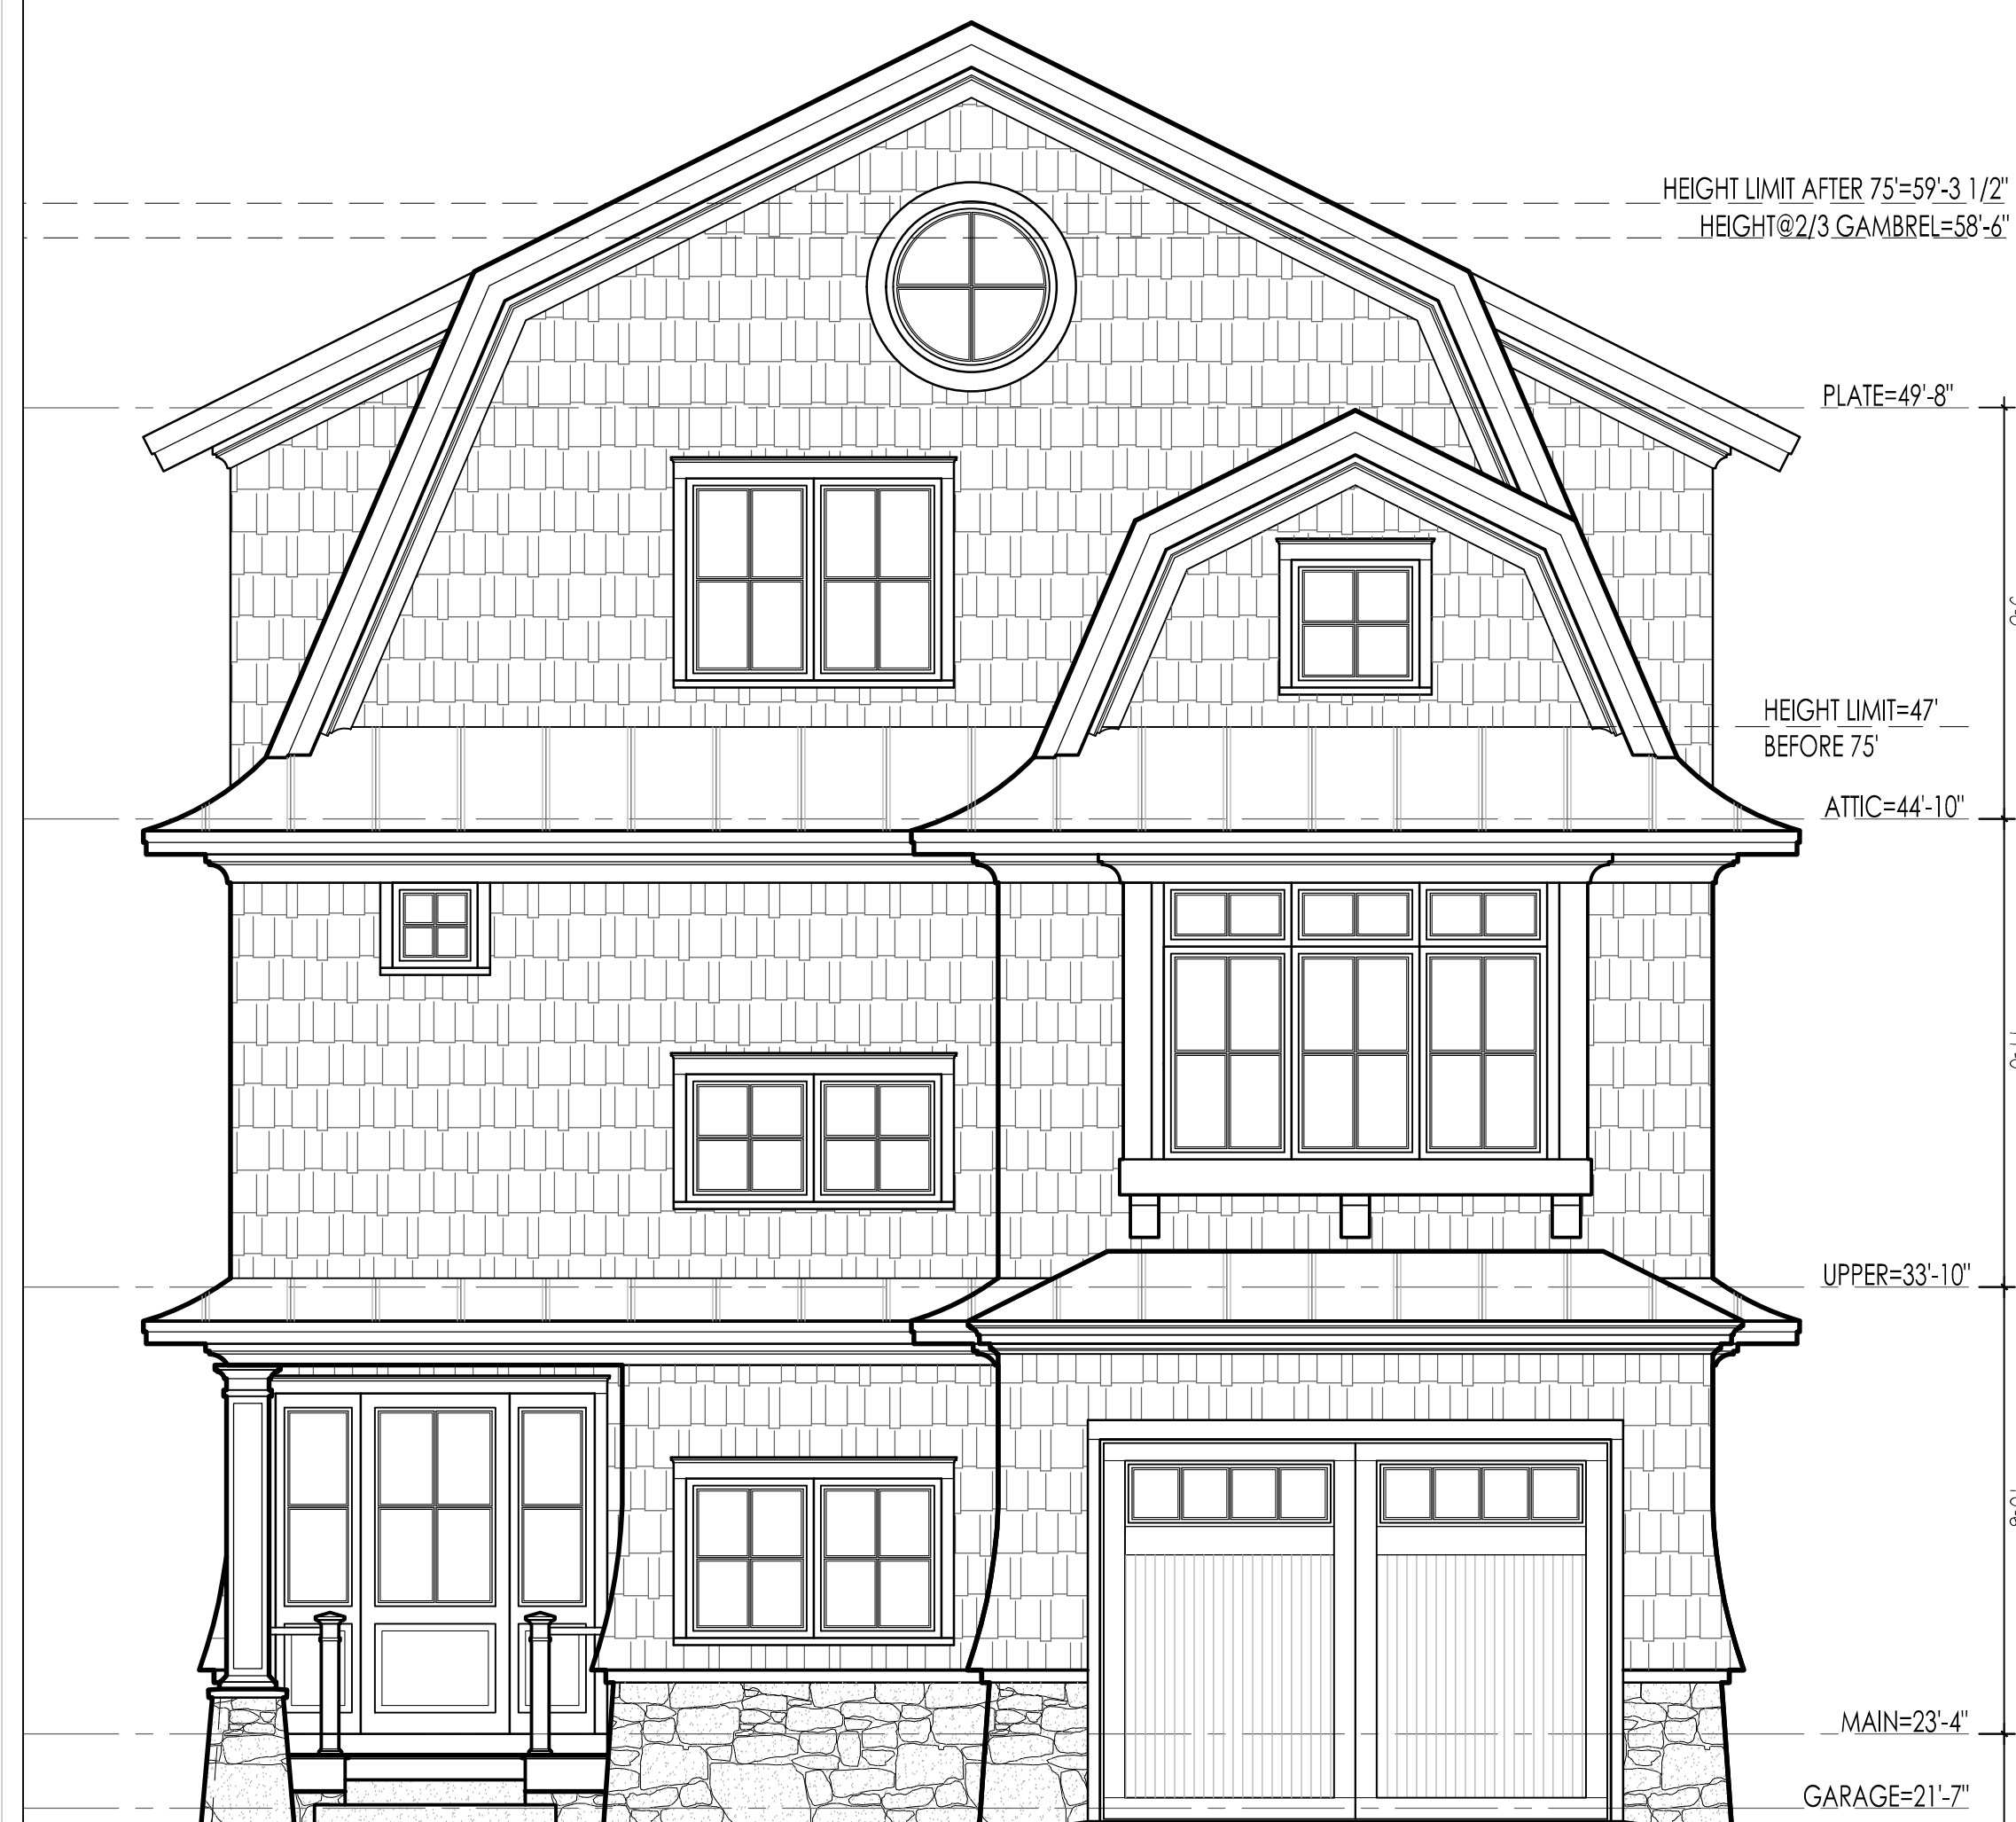 HEIGHT LIMIT AFTER 75'=59'-3 1/2"
HEIGHT@2/3 GAMBREL=58'-6"
PLATE=49'-8"
HEIGHT LIMIT=47'
BEFORE 75'
ATTIC=44'-10"
UPPER=33'-10"
MAIN=23'-4"
GARAGE=21'-7"